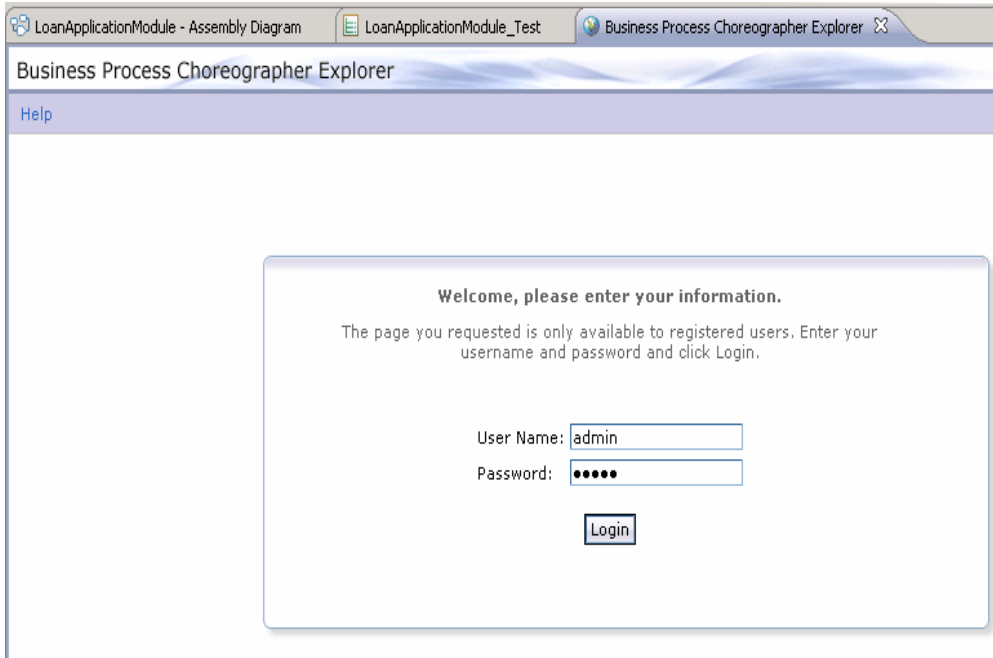 LoanApplicationModule - Assembly Diagram
LoanApplicationModule_Test
Business Process Choreographer Explorer
Business Process Choreographer Explorer
Help
Welcome, please enter your information.
The page you requested is only available to registered users. Enter your
username and password and click Login.
User Name: admin
Password: •••••
Login